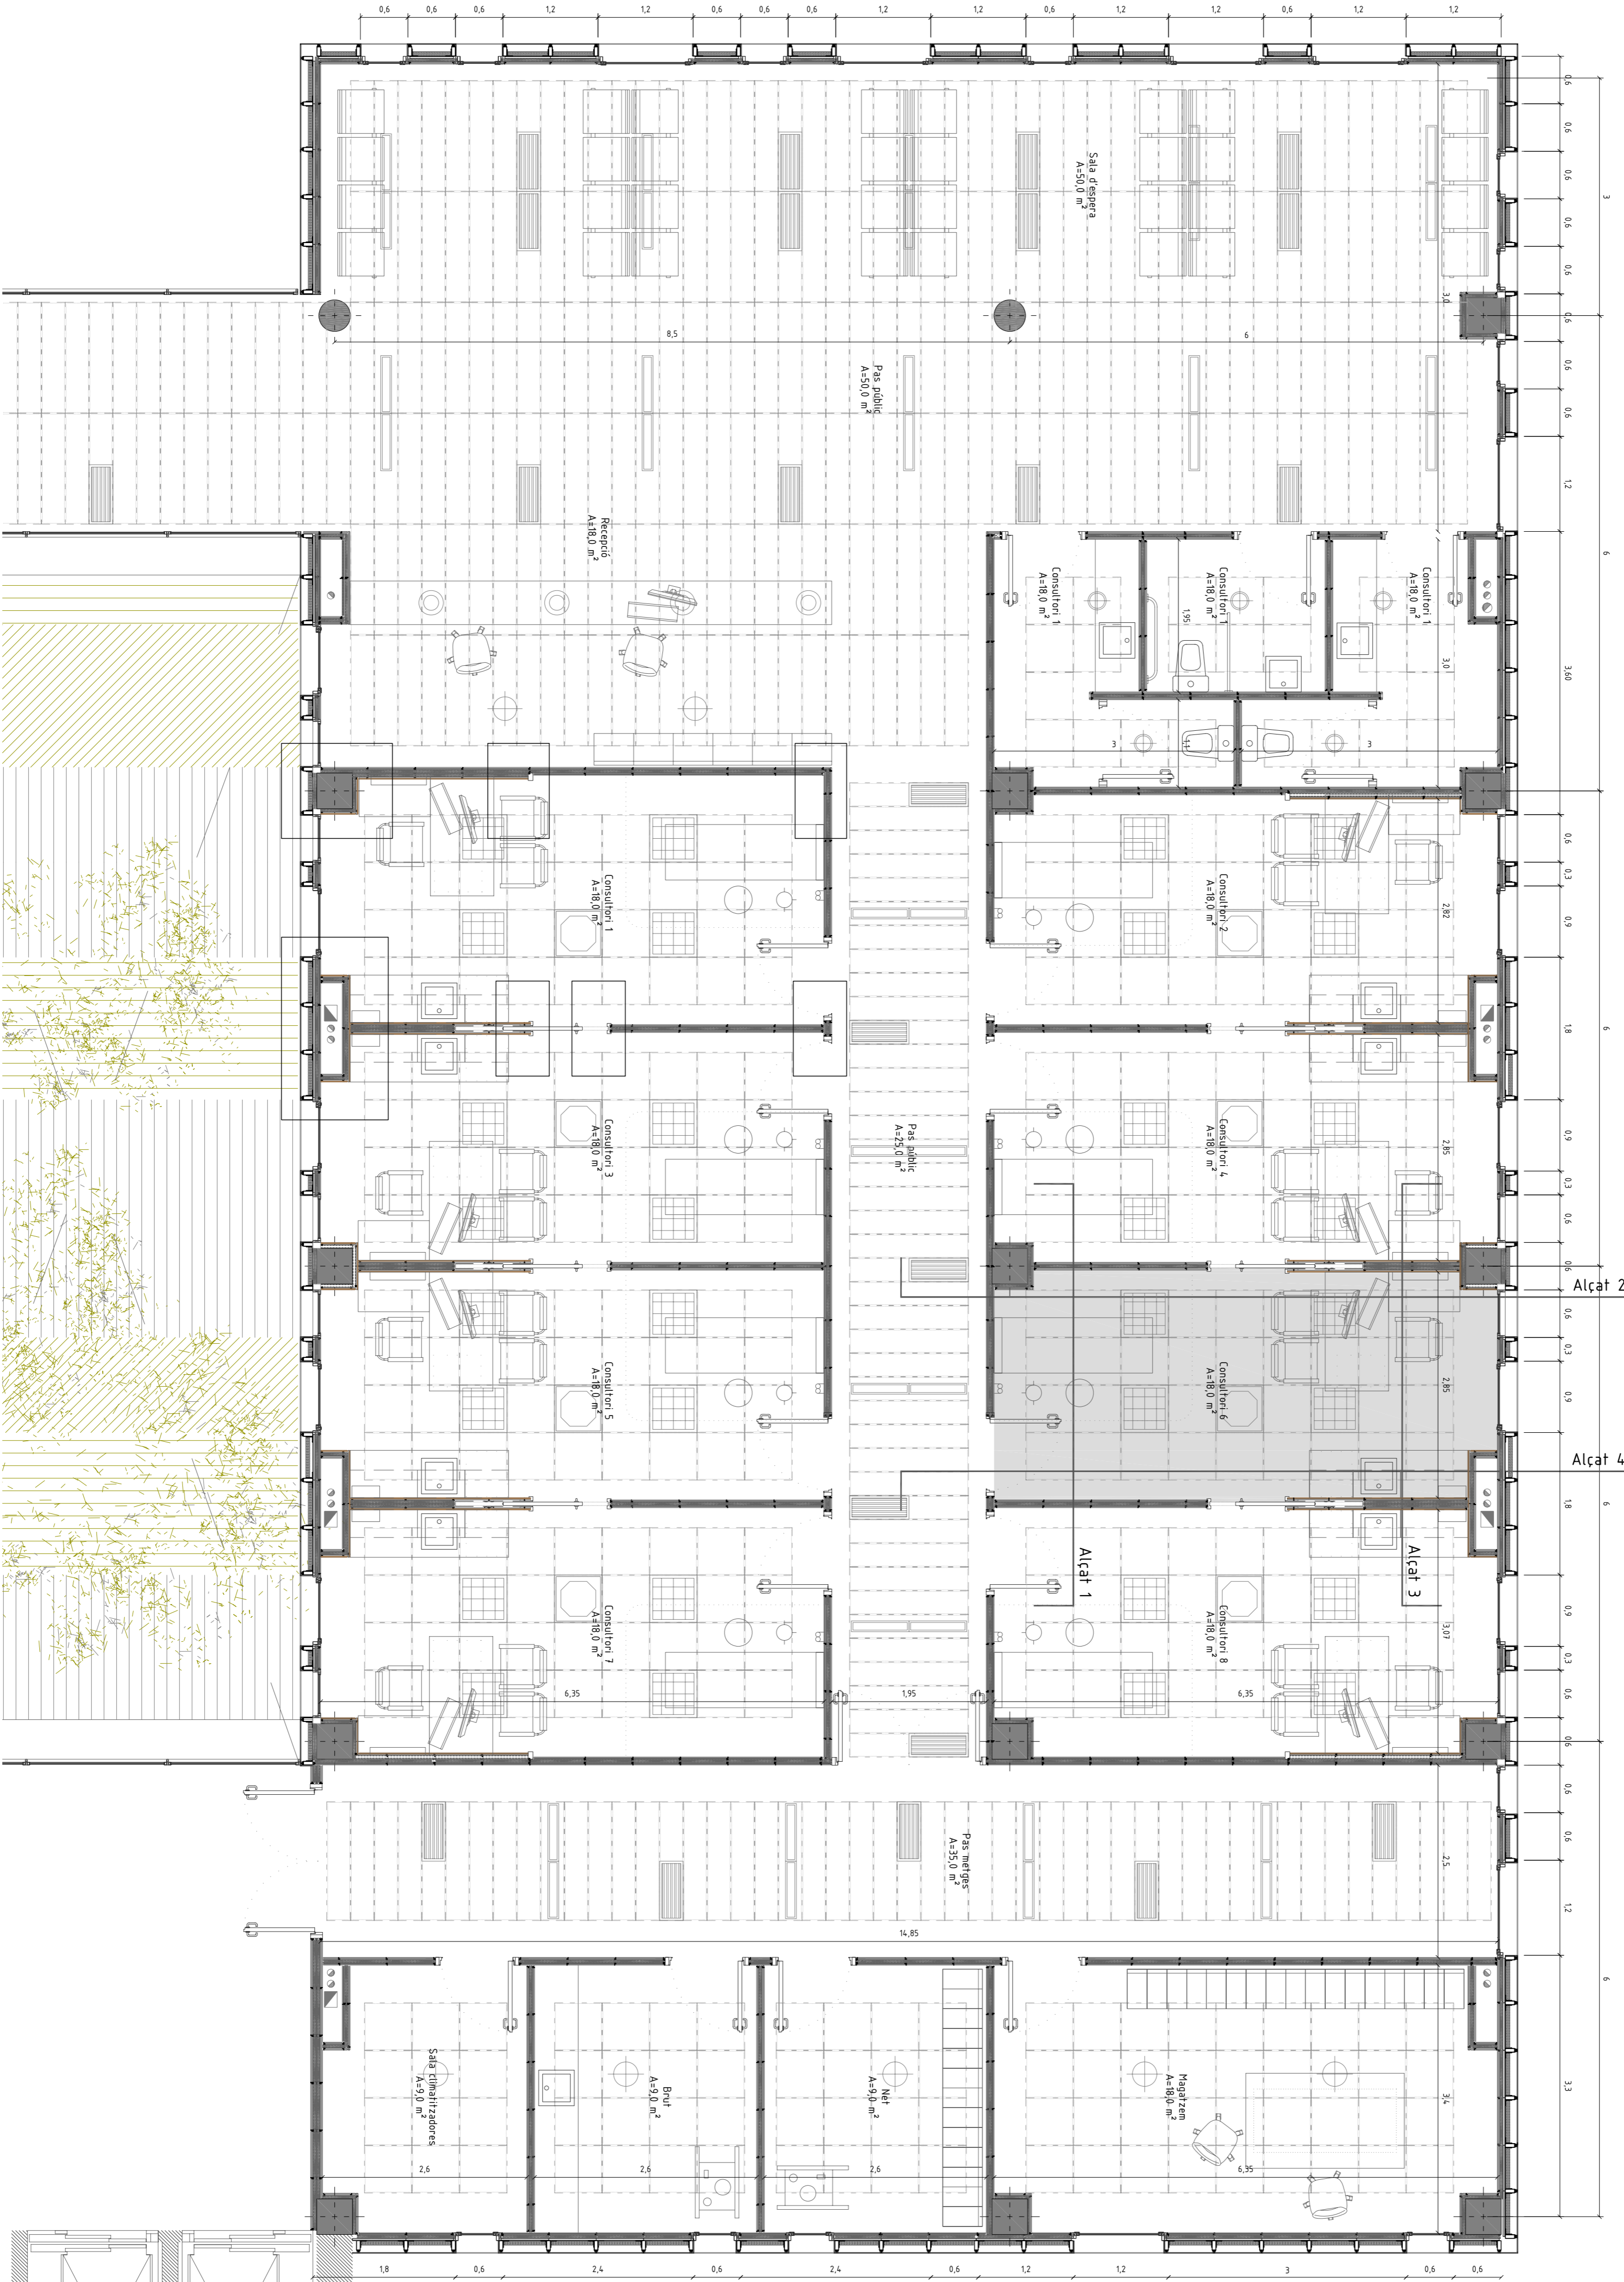 0,6
0,6
0,6
1,2
1,2
0,6
0,6
0,6
1,2
0,6
1,2
1,2
0,6
1,2
1,2
0,6
0,6
0,6
0,6
0,6
0,6
0,6
0,6
1,2
3,60
0,6
0,3
0,9
1,8
0,9
0,3
0,6
0,6
0,6
0,3
0,9
1,8
0,9
0,3
0,6
0,6
0,6
0,6
1,2
3,3
3
6
6
6
6
Sala d'espera
A=50,0 m²
3,0
8,5
6
Pas públic
A=50,0 m²
Recepció
A=18,0 m²
Consultori 1
A=18,0 m²
Consultori 1
A=18,0 m²
Consultori 1
A=18,0 m²
1,95
3,0
3
1,1
3
Consultori 1
A=18,0 m²
Consultori 2
A=18,0 m²
2,82
Consultori 3
A=18,0 m²
Pas públic
A=25,0 m²
Consultori 4
A=18,0 m²
2,85
Alçat 2
Consultori 5
A=18,0 m²
Consultori 6
A=18,0 m²
2,85
Alçat 4
Alçat 1
Alçat 3
Consultori 7
A=18,0 m²
Consultori 8
A=18,0 m²
3,07
6,35
1,95
6,35
Pas metges
A=35,0 m²
2,5
14,85
Sala climatitzadores
A=9,0 m²
Brut
A=9,0 m²
Net
A=9,0 m²
Magatzem
A=18,0 m²
3,4
2,6
2,6
2,6
6,35
1,8
0,6
2,4
0,6
2,4
0,6
1,2
1,2
3
0,6
0,6